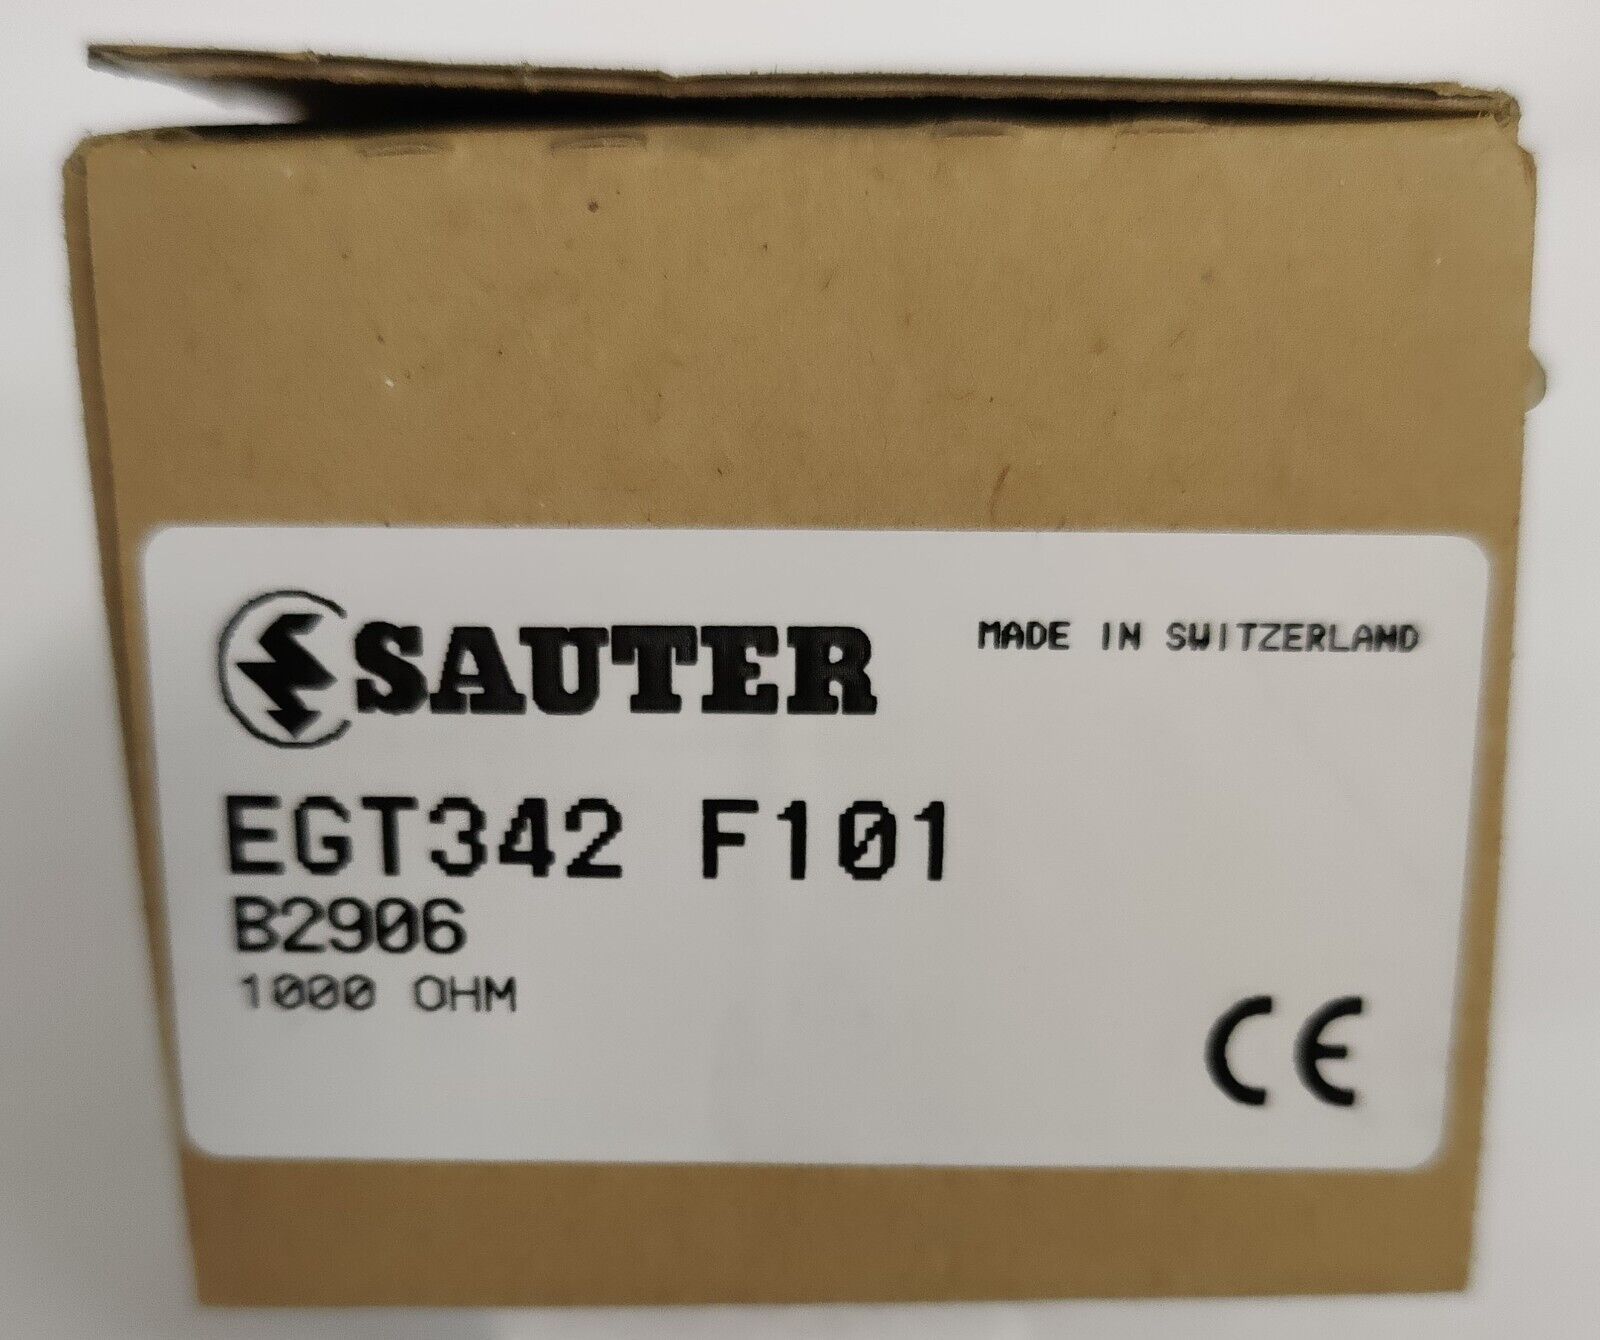 SAUTER
MADE IN SWITZERLAND
EGT342 F101
B2906
1000 OHM
CE